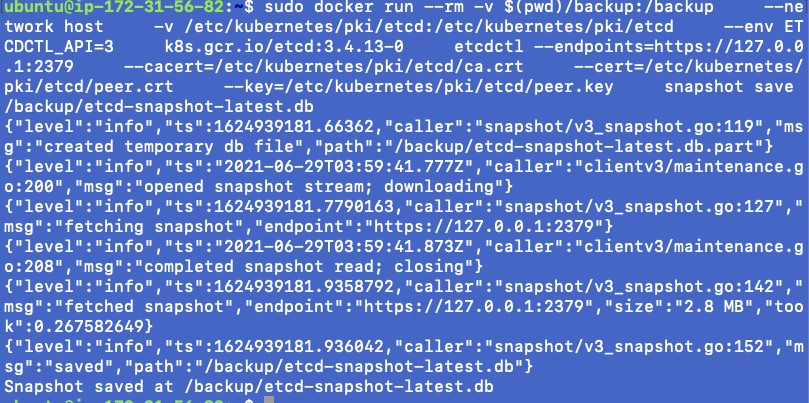 ubuntu@ip-172-31-56-82:~$ sudo docker run --rm -v $(pwd)/backup:/backup     --ne
twork host     -v /etc/kubernetes/pki/etcd:/etc/kubernetes/pki/etcd     --env ET
CDCTL_API=3     k8s.gcr.io/etcd:3.4.13-0     etcdctl --endpoints=https://127.0.0
.1:2379     --cacert=/etc/kubernetes/pki/etcd/ca.crt     --cert=/etc/kubernetes/
pki/etcd/peer.crt     --key=/etc/kubernetes/pki/etcd/peer.key     snapshot save
/backup/etcd-snapshot-latest.db
{"level":"info","ts":1624939181.66362,"caller":"snapshot/v3_snapshot.go:119","ms
g":"created temporary db file","path":"/backup/etcd-snapshot-latest.db.part"}
{"level":"info","ts":"2021-06-29T03:59:41.777Z","caller":"clientv3/maintenance.g
o:200","msg":"opened snapshot stream; downloading"}
{"level":"info","ts":1624939181.7790163,"caller":"snapshot/v3_snapshot.go:127","
msg":"fetching snapshot","endpoint":"https://127.0.0.1:2379"}
{"level":"info","ts":"2021-06-29T03:59:41.873Z","caller":"clientv3/maintenance.g
o:208","msg":"completed snapshot read; closing"}
{"level":"info","ts":1624939181.9358792,"caller":"snapshot/v3_snapshot.go:142","
msg":"fetched snapshot","endpoint":"https://127.0.0.1:2379","size":"2.8 MB","too
k":0.267582649}
{"level":"info","ts":1624939181.936042,"caller":"snapshot/v3_snapshot.go:152","m
sg":"saved","path":"/backup/etcd-snapshot-latest.db"}
Snapshot saved at /backup/etcd-snapshot-latest.db
ubuntu@ip-172-31-56-82:~$